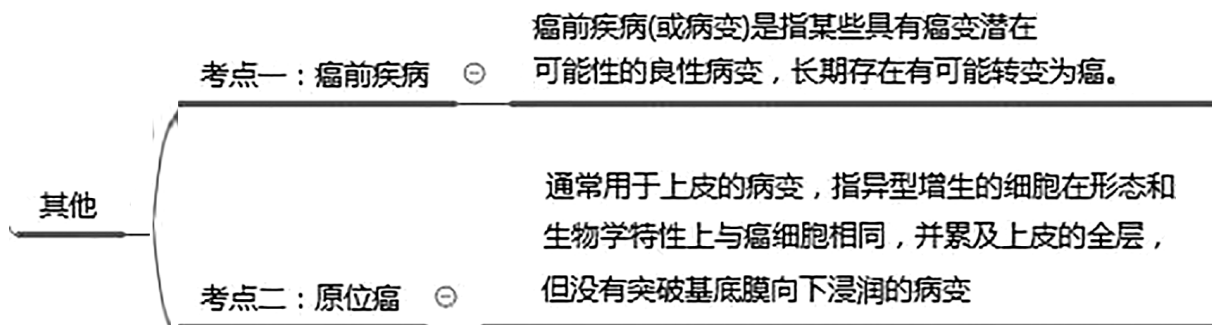 癌前疾病(或病变)是指某些具有癌变潜在
考点一：癌前疾病
可能性的良性病变，长期存在有可能转变为癌。
其他
通常用于上皮的病变，指异型增生的细胞在形态和
生物学特性上与癌细胞相同，并累及上皮的全层，
考点二：原位癌
但没有突破基底膜向下浸润的病变